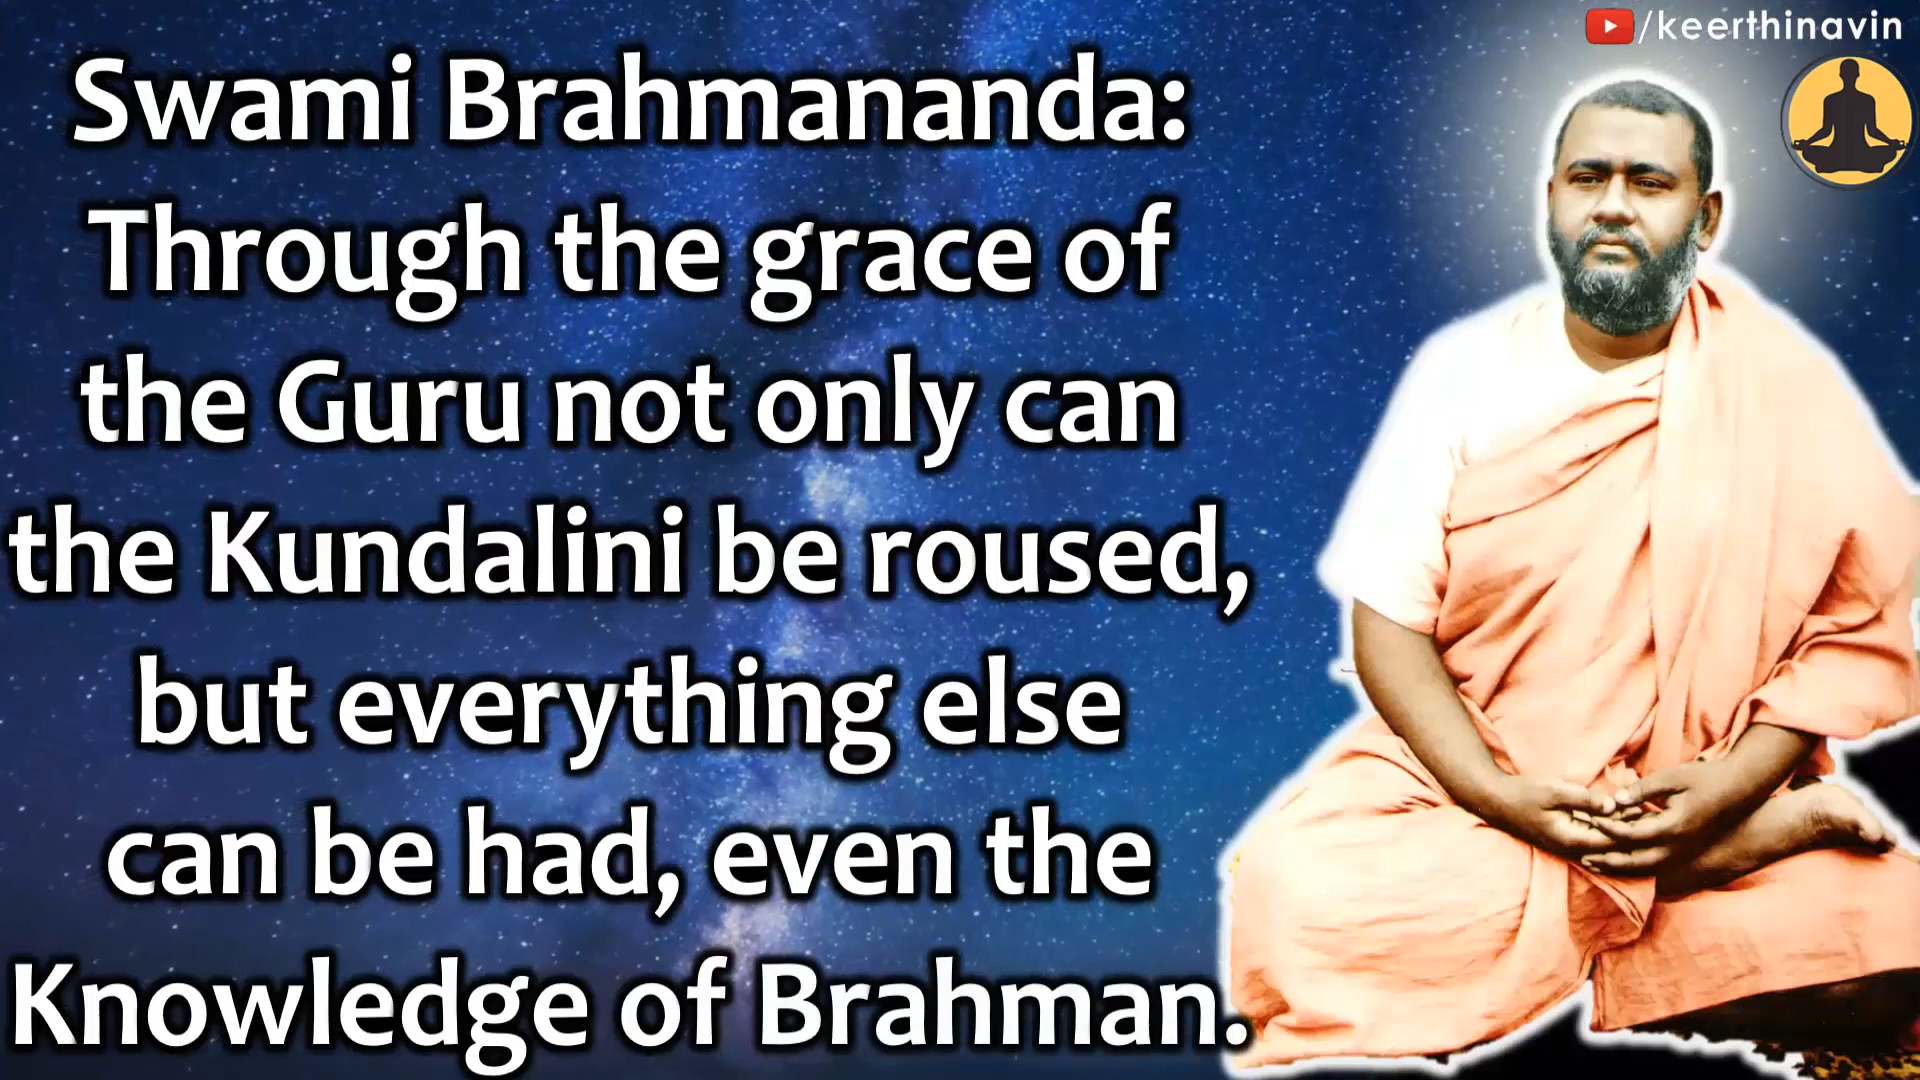 /keerthinavin
Swami Brahmananda:
Through the grace of
the Guru not only can
the Kundalini be roused,
but everything else
can be had, even the
Knowledge of Brahman.